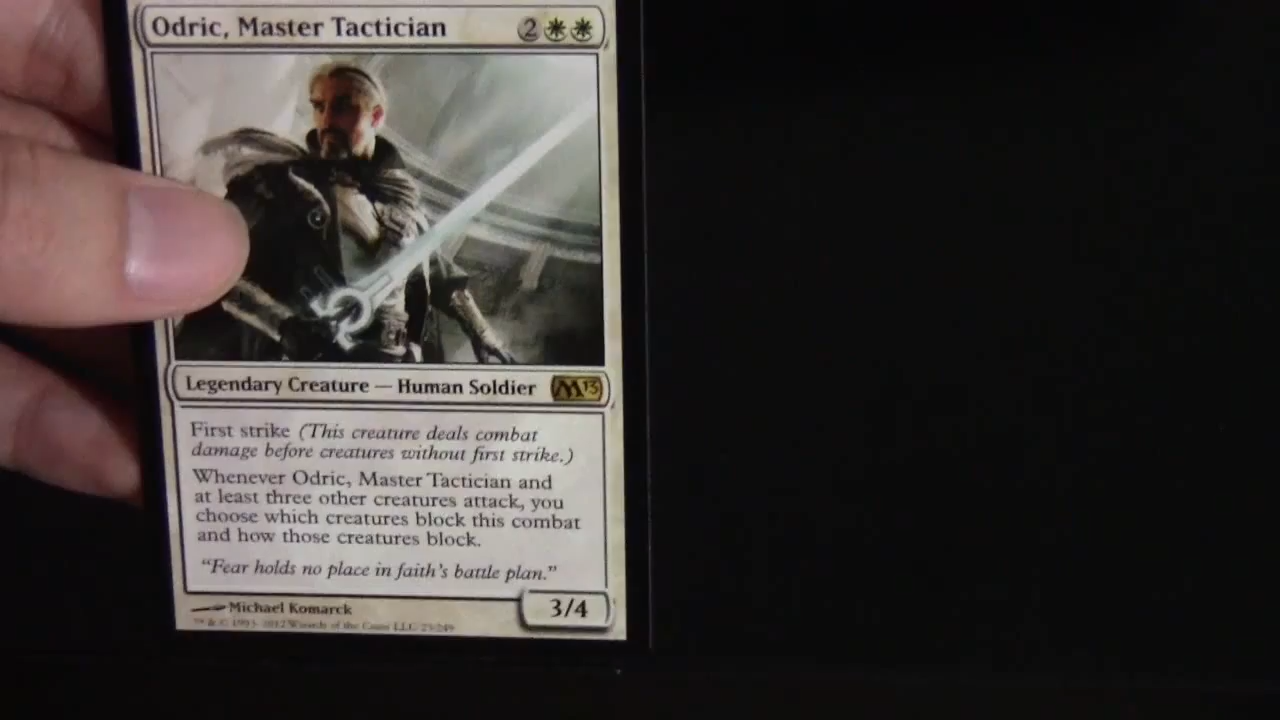 Odric, Master Tactician 2
Legendary Creature — Human Soldier M13
First strike (This creature deals combat
damage before creatures without first strike.)
Whenever Odric, Master Tactician and
at least three other creatures attack, you
choose which creatures block this combat
and how those creatures block.
“Fear holds no place in faith’s battle plan.”
Michael Komarck 3/4
™ & © 1993–2012 Wizards of the Coast LLC 23/249